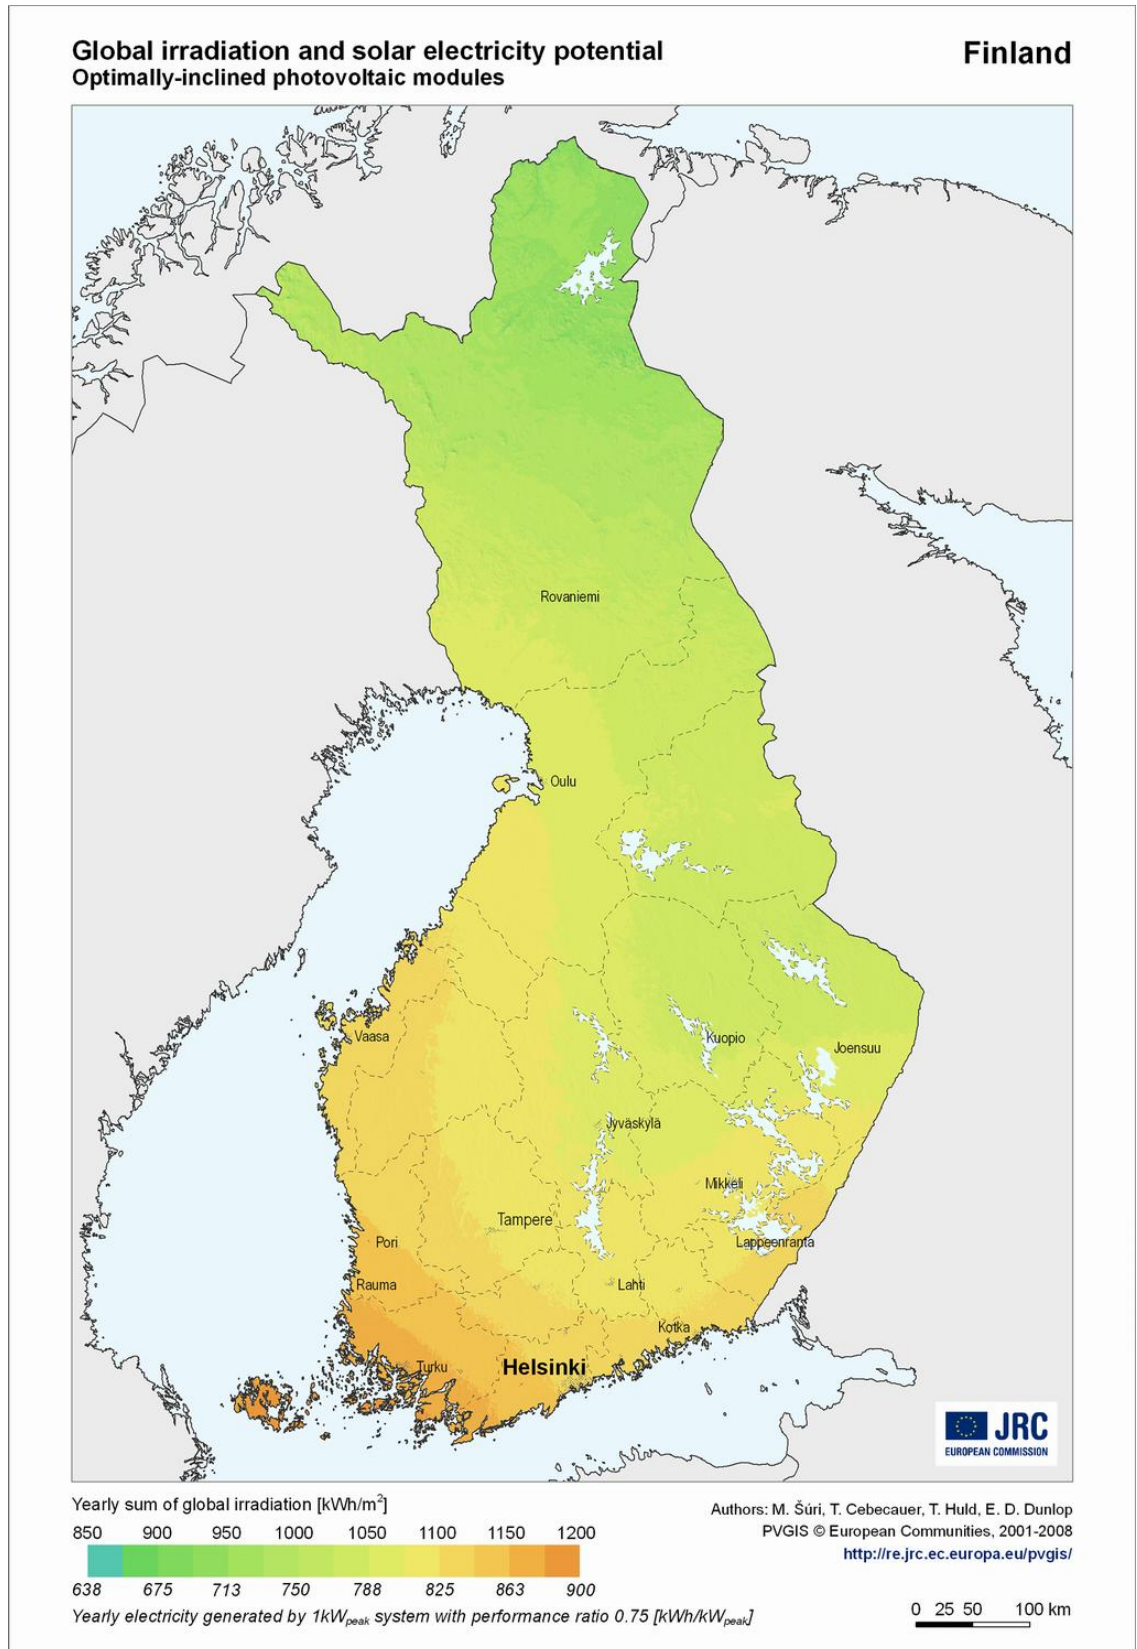 Global irradiation and solar electricity potential
Optimally-inclined photovoltaic modules
Finland
Rovaniemi
Oulu
Vaasa
Kuopio
Joensuu
Jyväskylä
Mikkeli
Tampere
Pori
Lappeenranta
Rauma
Lahti
Kotka
Turku
Helsinki
JRC
EUROPEAN COMMISSION
Yearly sum of global irradiation [kWh/m²]
850 900 950 1000 1050 1100 1150 1200
638 675 713 750 788 825 863 900
Yearly electricity generated by 1kWpeak system with performance ratio 0.75 [kWh/kWpeak]
Authors: M. Šúri, T. Cebecauer, T. Huld, E. D. Dunlop
PVGIS © European Communities, 2001-2008
http://re.jrc.ec.europa.eu/pvgis/
0 25 50 100 km